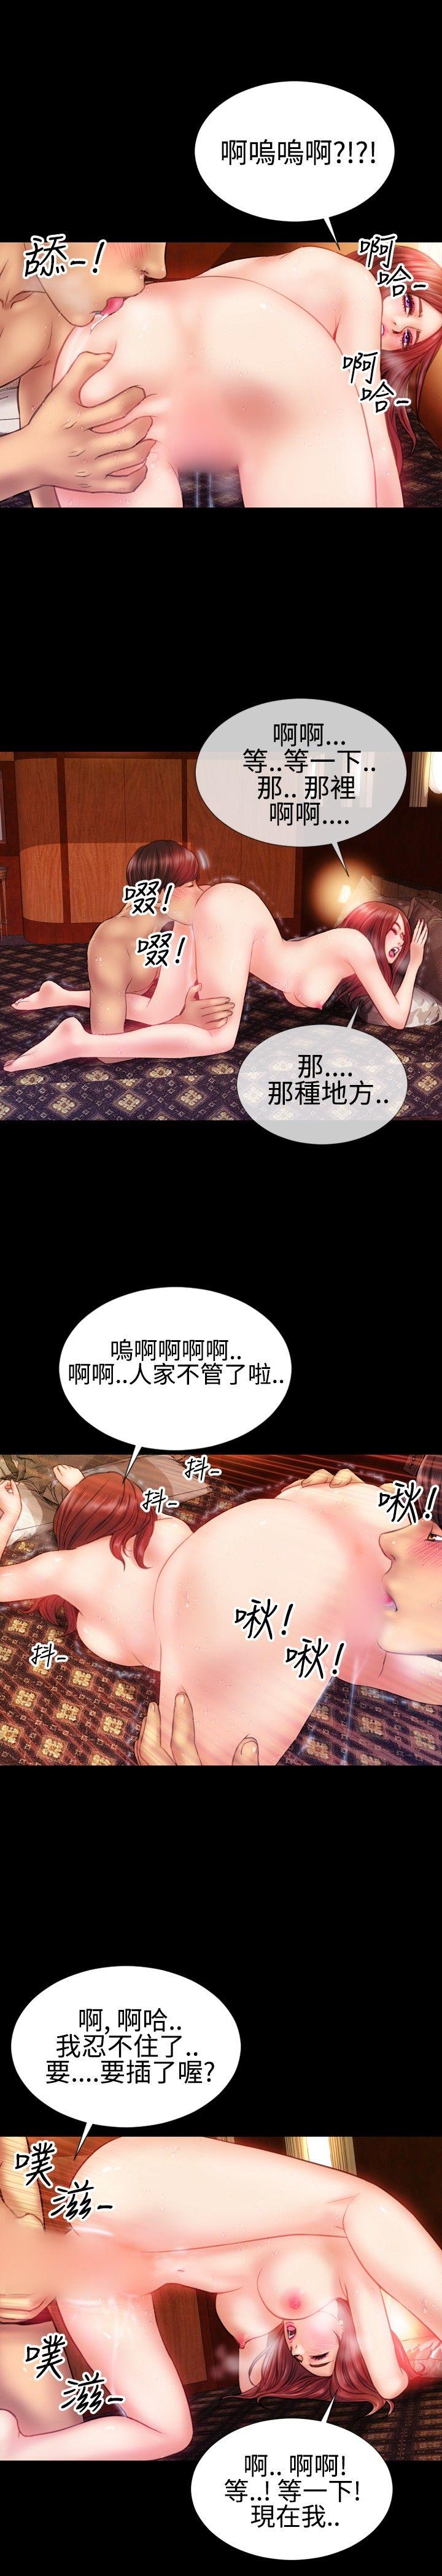 啊嗚嗚啊?!?!
舔~!
啊
哈~
啊
哈~
啊啊...
等..等一下..
那.. 那裡
啊啊....
啜!
啜!
那....
那種地方..
嗚啊啊啊啊..
啊啊..人家不管了啦..
抖~
抖~
啾!
啾!
啾!
抖~
啊, 啊哈..
我忍不住了..
要....要插了喔?
噗
滋~
噗
滋~
啊.. 啊啊!
等..! 等一下!
現在我..